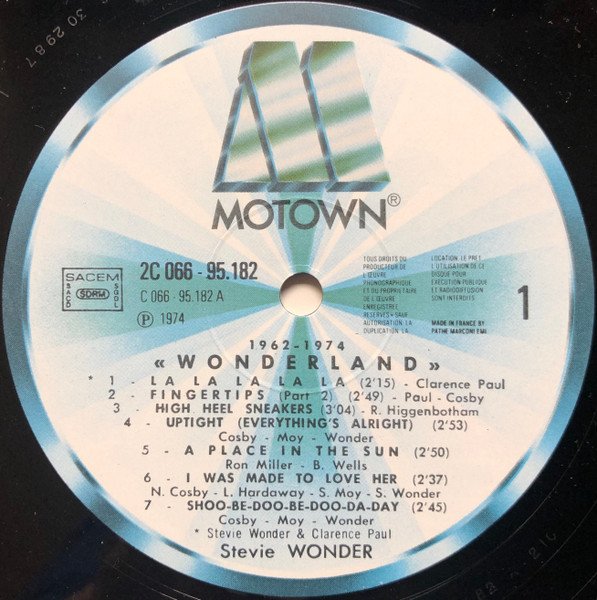 30 2987
MOTOWN®
SACEM
SACD
SDRM
SGDL
2C 066 - 95.182
C 066 - 95.182 A
Ⓟ 1974
TOUS DROITS DU
PRODUCTEUR DE
L'ŒUVRE
PHONOGRAPHIQUE
ET DU PROPRIETAIRE
DE L'ŒUVRE
ENREGISTREE
RESERVES - SAUF
AUTORISATION LA
DUPLICATION LA
LOCATION LE PRET
L'UTILISATION DE CE
DISQUE POUR
EXECUTION PUBLIQUE
ET RADIODIFFUSION
SONT INTERDITS
MADE IN FRANCE BY
PATHE MARCONI EMI
1
1962-1974
« WONDERLAND »
* 1 - LA LA LA LA LA (2'15) - Clarence Paul
2 - FINGERTIPS (Part 2) (2'49) - Paul - Cosby
3 - HIGH HEEL SNEAKERS (3'04) - R. Higgenbotham
4 - UPTIGHT (EVERYTHING'S ALRIGHT) (2'53)
Cosby - Moy - Wonder
5 - A PLACE IN THE SUN (2'50)
Ron Miller - B. Wells
6 - I WAS MADE TO LOVE HER (2'37)
N. Cosby - L. Hardaway - S. Moy - S. Wonder
7 - SHOO-BE-DOO-BE-DOO-DA-DAY (2'45)
Cosby - Moy - Wonder
* Stevie Wonder & Clarence Paul
Stevie WONDER